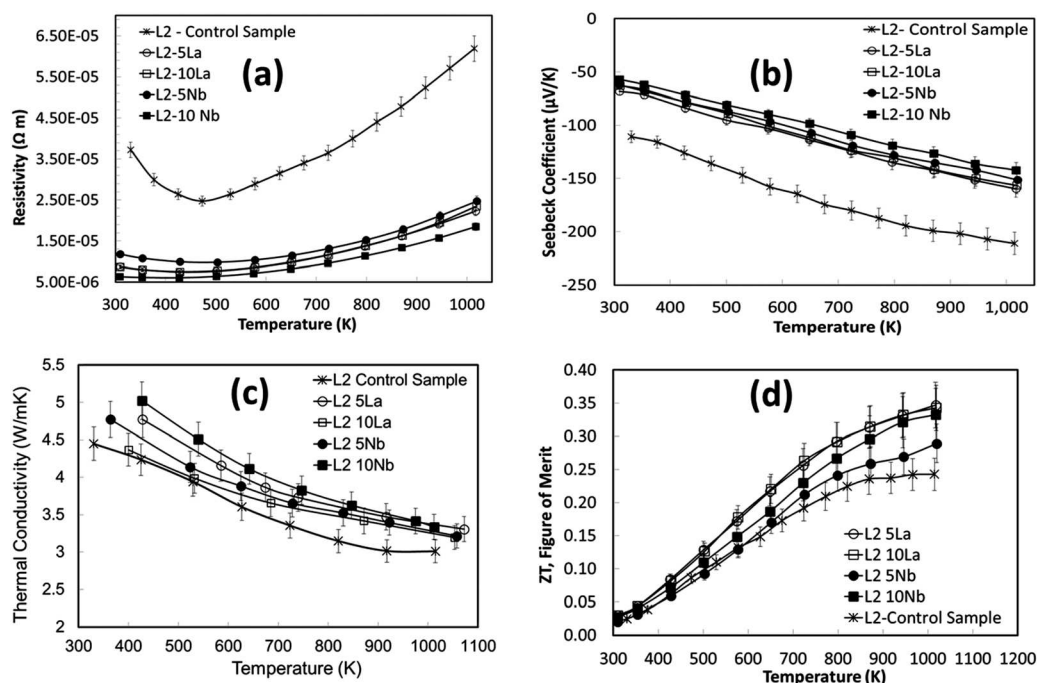 (a)
L2 - Control Sample
L2-5La
L2-10La
L2-5Nb
L2-10 Nb
6.50E-05
5.50E-05
4.50E-05
3.50E-05
2.50E-05
1.50E-05
5.00E-06
Resistivity (Ω m)
300 400 500 600 700 800 900 1000
Temperature (K)
(b)
L2- Control Sample
L2-5La
L2-10La
L2-5Nb
L2-10 Nb
0
-50
-100
-150
-200
-250
Seebeck Coefficient (μV/K)
300 400 500 600 700 800 900 1,000
Temperature (K)
(c)
L2 Control Sample
L2 5La
L2 10La
L2 5Nb
L2 10Nb
5.5
5
4.5
4
3.5
3
2.5
2
Thermal Conductivity (W/mK)
300 400 500 600 700 800 900 1000 1100
Temperature (K)
(d)
0.40
0.35
0.30
0.25
0.20
0.15
0.10
0.05
0.00
ZT, Figure of Merit
L2 5La
L2 10La
L2 5Nb
L2 10Nb
L2-Control Sample
300 400 500 600 700 800 900 1000 1100 1200
Temperature (K)